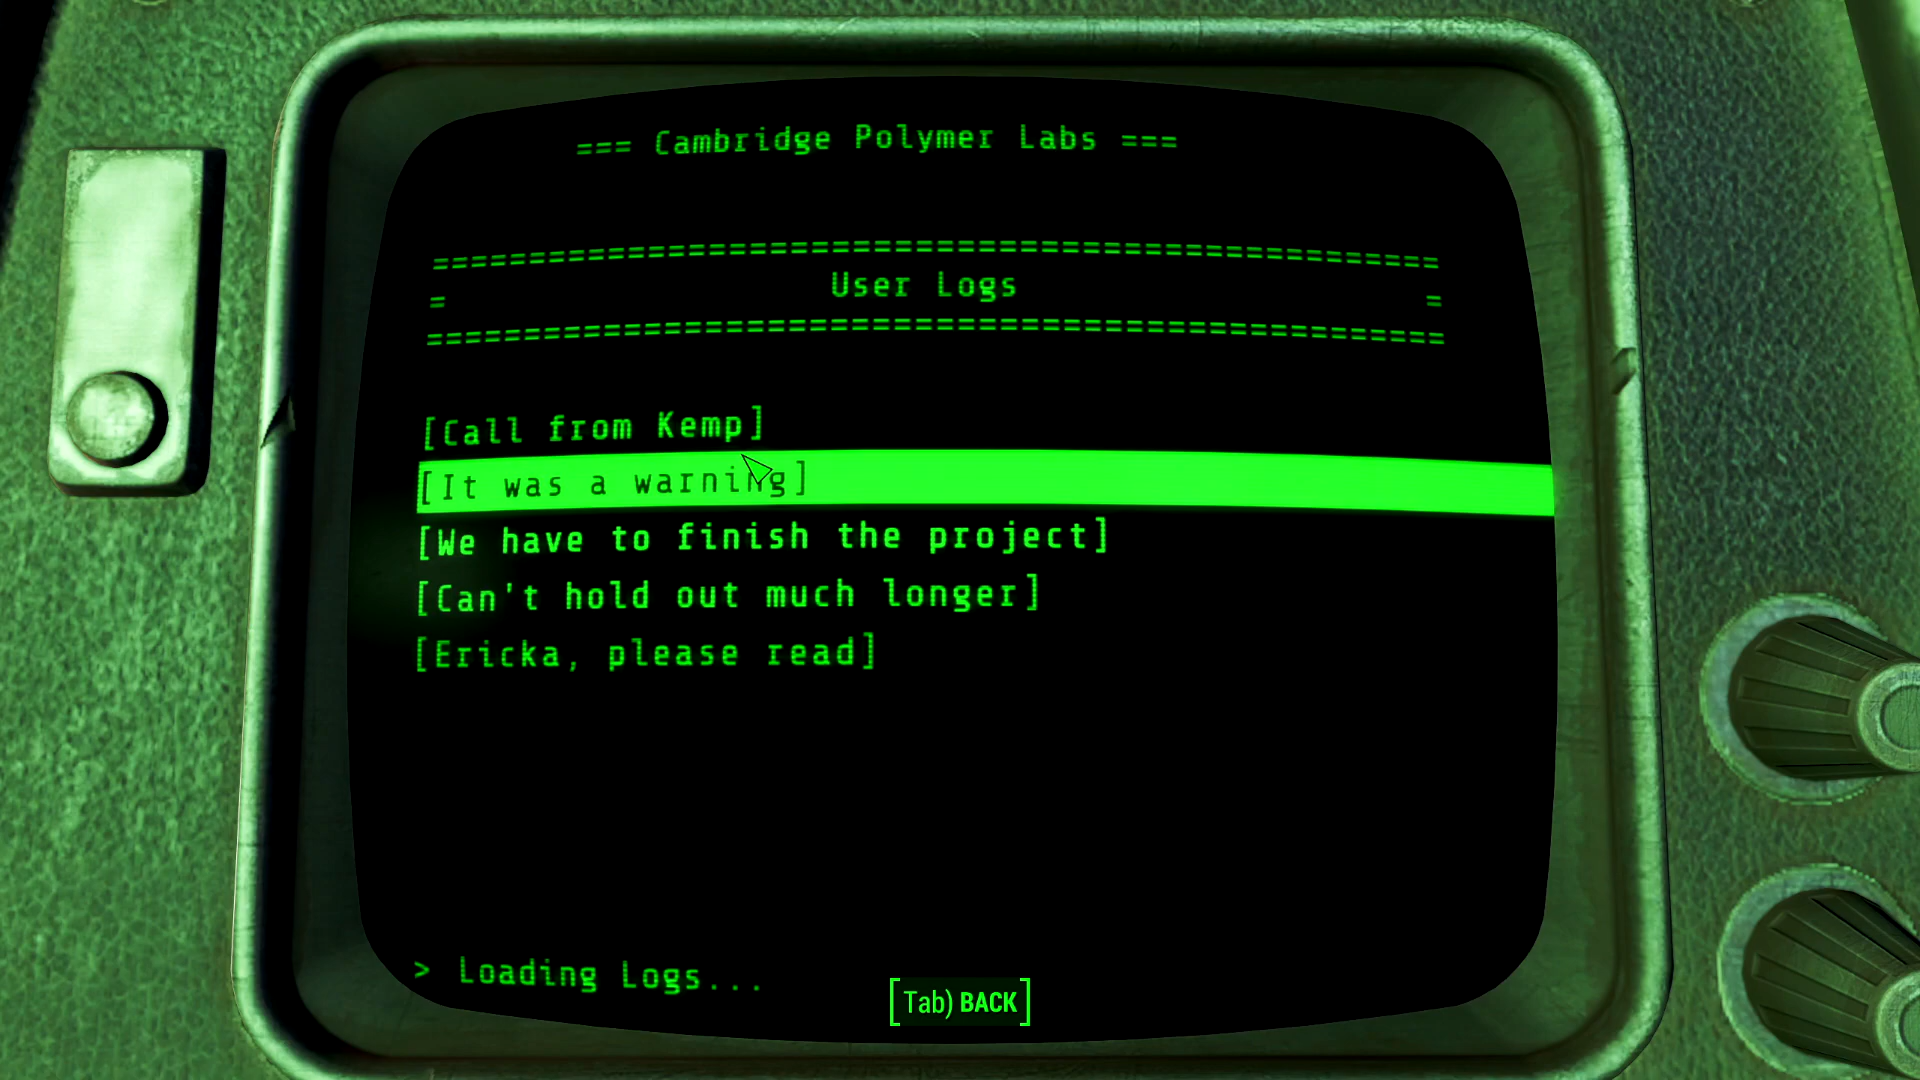 === Cambridge Polymer Labs ===
=====================================================
= User Logs =
=====================================================
[Call from Kemp]
[It was a warning]
[We have to finish the project]
[Can't hold out much longer]
[Ericka, please read]
> Loading Logs...
[Tab) BACK]